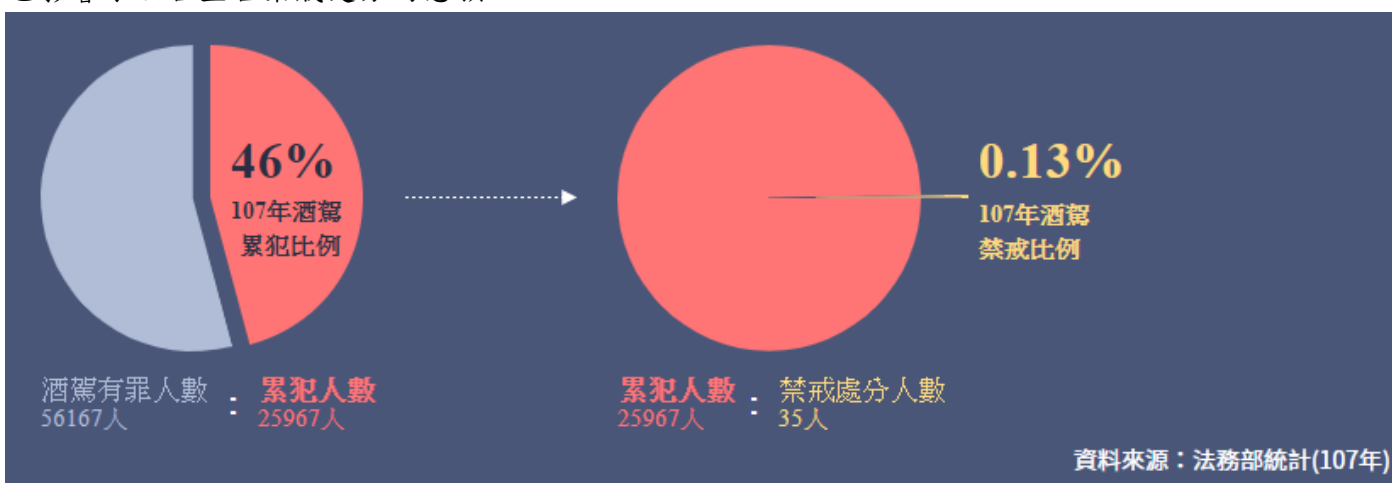 46%
107年酒駕
累犯比例
0.13%
107年酒駕
禁戒比例
酒駕有罪人數 : 累犯人數
56167人 25967人
累犯人數 : 禁戒處分人數
25967人 35人
資料來源：法務部統計(107年)